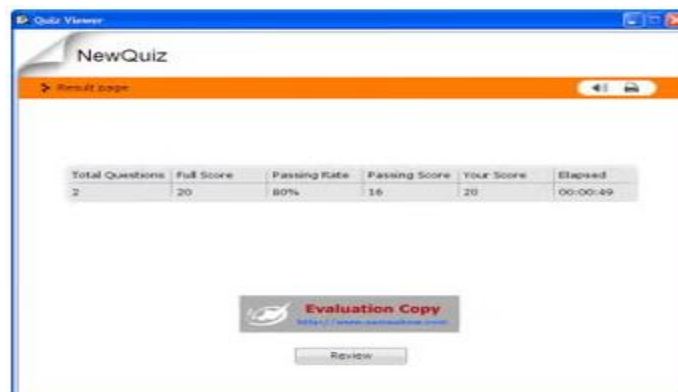 Quiz Viewer
NewQuiz
Result page
Total Questions Full Score Passing Rate Passing Score Your Score Elapsed
2 20 80% 16 20 00:00:49
Evaluation Copy
Review